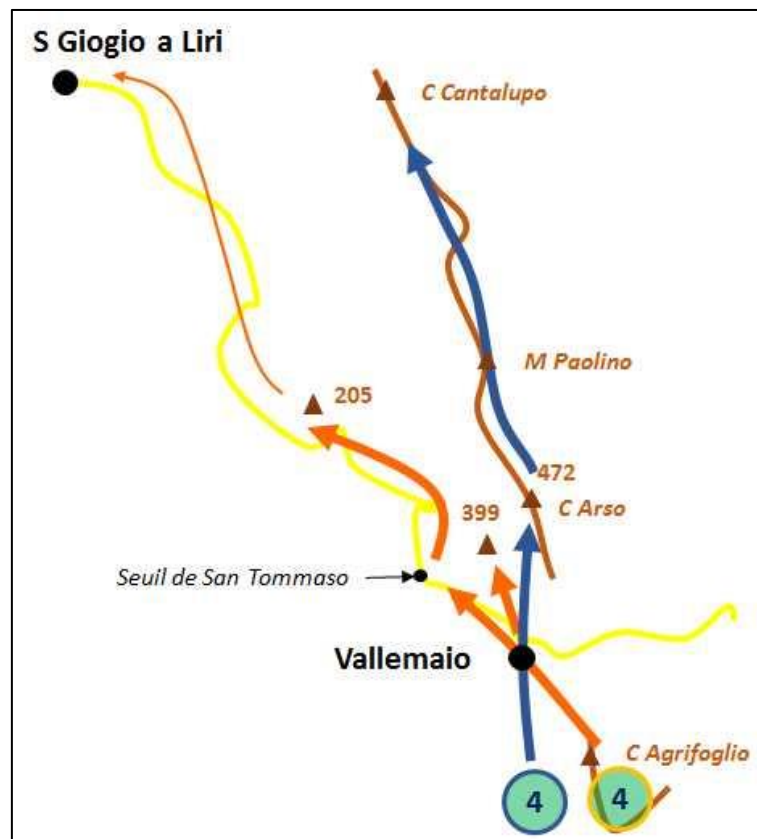 S Giogio a Liri
C Cantalupo
M Paolino
205
472
399
C Arso
Seuil de San Tommaso
Vallemaio
C Agrifoglio
4
4